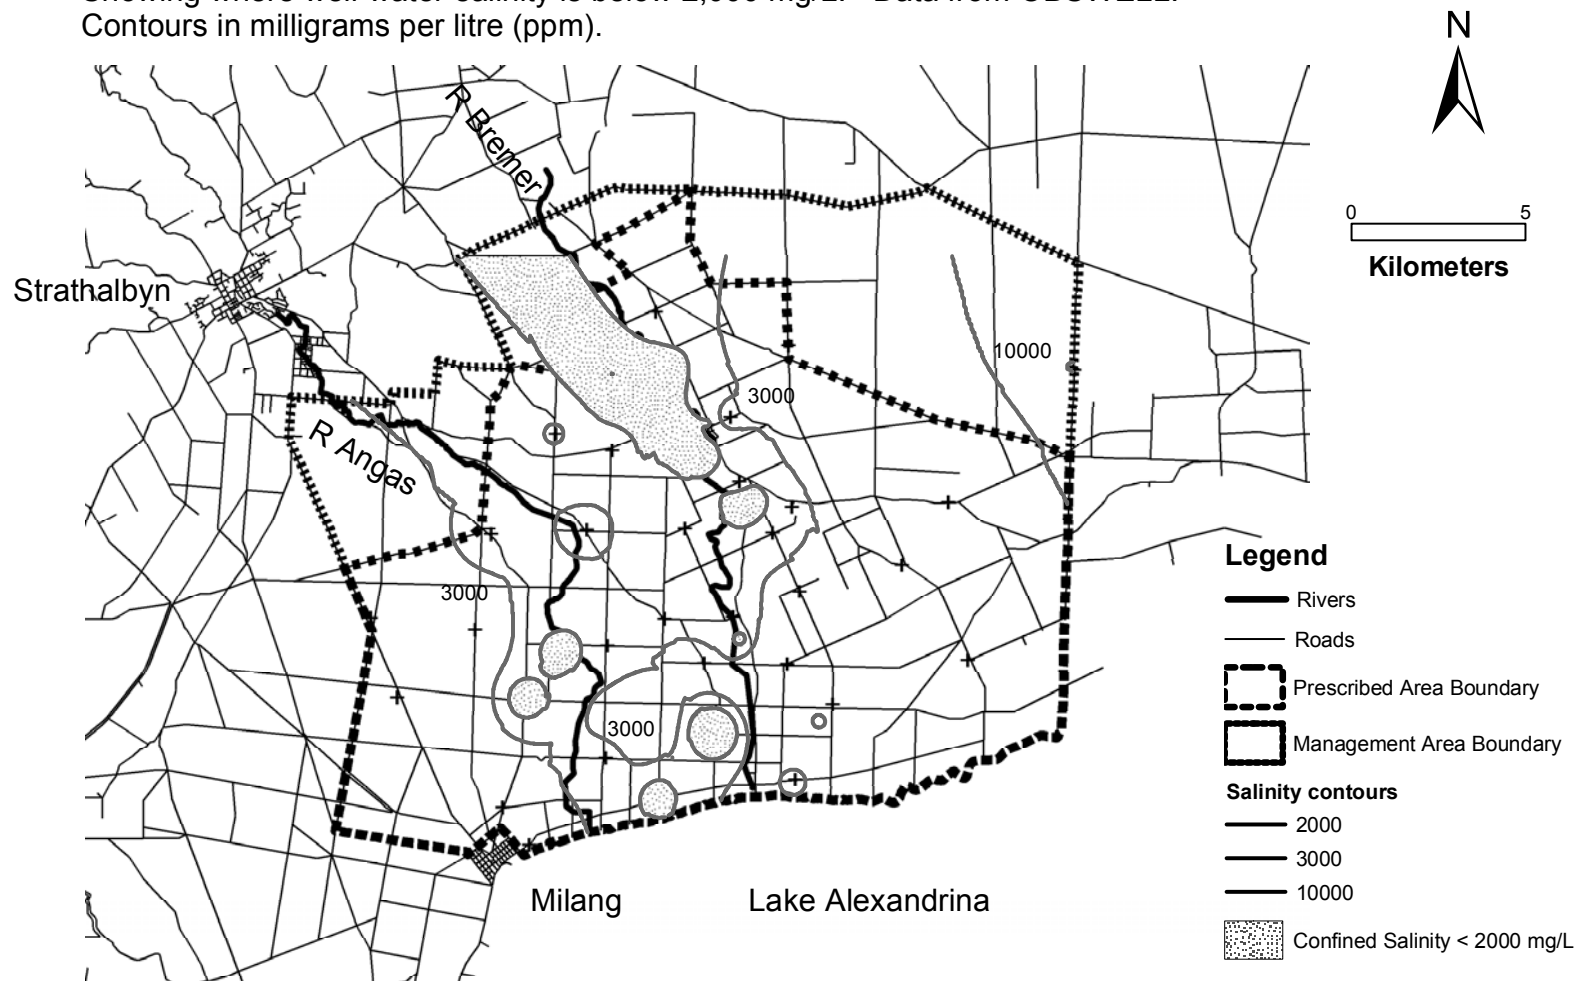 Contours in milligrams per litre (ppm).
N
R Bremer
0 5
Kilometers
Strathalbyn
10000
3000
R Angas
3000
3000
Milang
Lake Alexandrina
Legend
Rivers
Roads
Prescribed Area Boundary
Management Area Boundary
Salinity contours
2000
3000
10000
Confined Salinity < 2000 mg/L